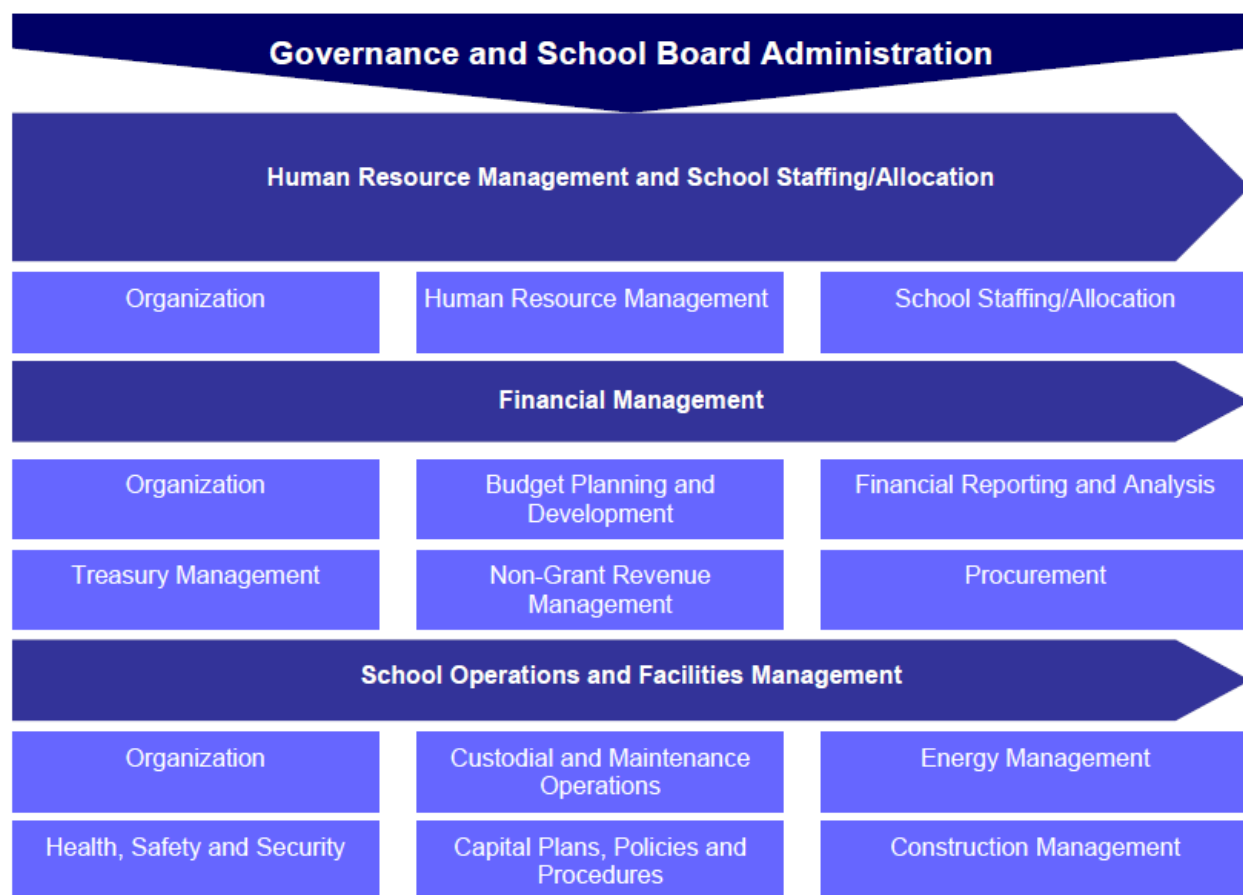 Governance and School Board Administration
Human Resource Management and School Staffing/Allocation
Organization
Human Resource Management
School Staffing/Allocation
Financial Management
Organization
Budget Planning and
Development
Financial Reporting and Analysis
Treasury Management
Non-Grant Revenue
Management
Procurement
School Operations and Facilities Management
Organization
Custodial and Maintenance
Operations
Energy Management
Health, Safety and Security
Capital Plans, Policies and
Procedures
Construction Management